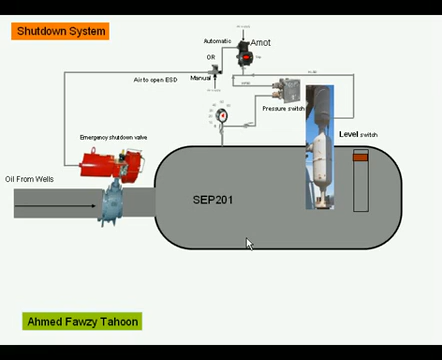 Shutdown System
Automatic
Amot
OR
Air to open ESD
Manual
Pressure switch
Emergency shutdown valve
Level switch
Oil From Wells
SEP201
Ahmed Fawzy Tahoon